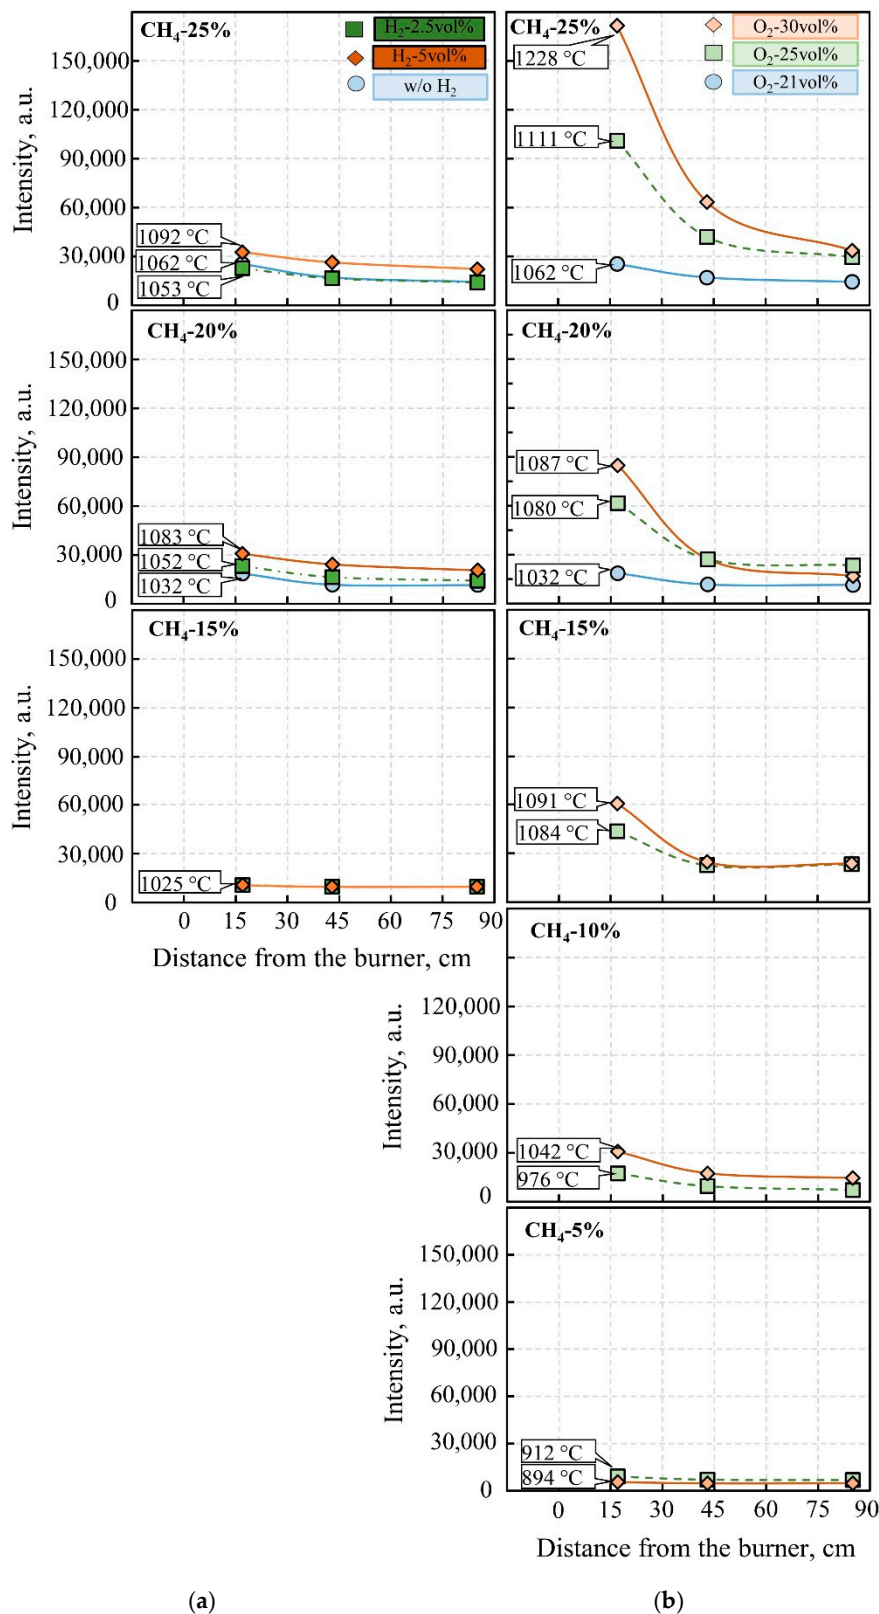 CH₄-25%
H₂-2.5vol%
H₂-5vol%
w/o H₂
150,000
120,000
90,000
60,000
30,000
0
Intensity, a.u.
1092 °C
1062 °C
1053 °C
CH₄-25%
O₂-30vol%
O₂-25vol%
O₂-21vol%
1228 °C
1111 °C
1062 °C
CH₄-20%
150,000
120,000
90,000
60,000
30,000
0
Intensity, a.u.
1083 °C
1052 °C
1032 °C
CH₄-20%
1087 °C
1080 °C
1032 °C
CH₄-15%
150,000
120,000
90,000
60,000
30,000
0
Intensity, a.u.
1025 °C
0 15 30 45 60 75 90
Distance from the burner, cm
CH₄-15%
1091 °C
1084 °C
CH₄-10%
120,000
90,000
60,000
30,000
0
Intensity, a.u.
1042 °C
976 °C
CH₄-5%
150,000
120,000
90,000
60,000
30,000
0
Intensity, a.u.
912 °C
894 °C
0 15 30 45 60 75 90
Distance from the burner, cm
(a)
(b)